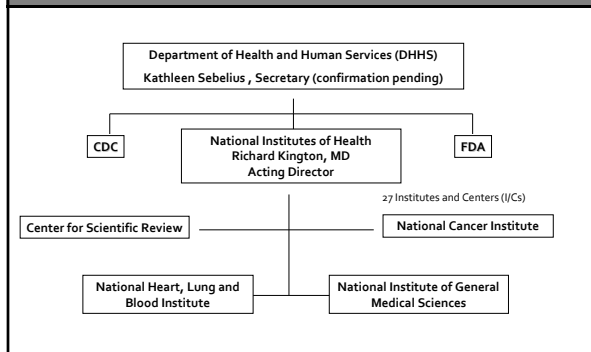 Department of Health and Human Services (DHHS)
Kathleen Sebelius , Secretary (confirmation pending)
CDC
National Institutes of Health
Richard Kington, MD
Acting Director
FDA
27 Institutes and Centers (I/Cs)
Center for Scientific Review
National Cancer Institute
National Heart, Lung and
Blood Institute
National Institute of General
Medical Sciences